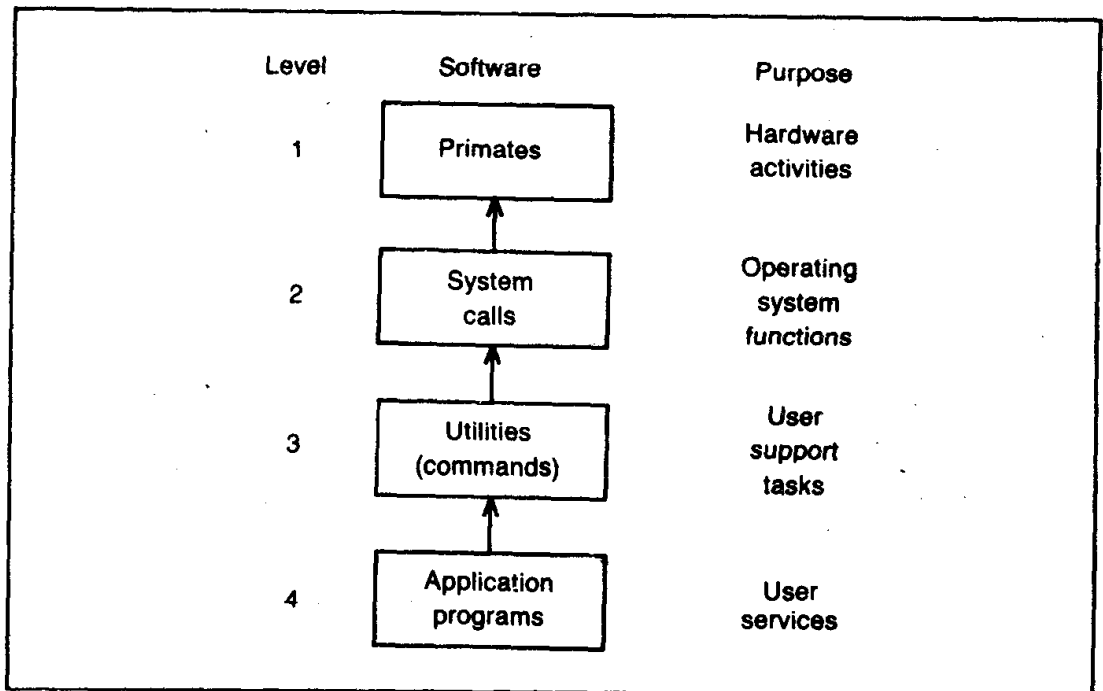 Level Software Purpose
1 Primates Hardware
activities
2 System
calls Operating
system
functions
3 Utilities
(commands) User
support
tasks
4 Application
programs User
services